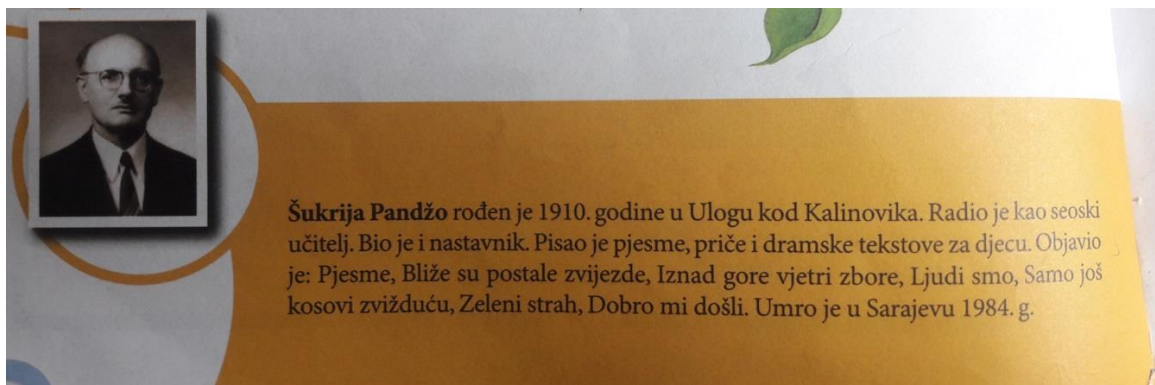 Šukrija Pandžo rođen je 1910. godine u Ulogu kod Kalinovika. Radio je kao seoski
učitelj. Bio je i nastavnik. Pisao je pjesme, priče i dramske tekstove za djecu. Objavio
je: Pjesme, Bliže su postale zvijezde, Iznad gore vjetri zbore, Ljudi smo, Samo još
kosovi zvižduću, Zeleni strah, Dobro mi došli. Umro je u Sarajevu 1984. g.